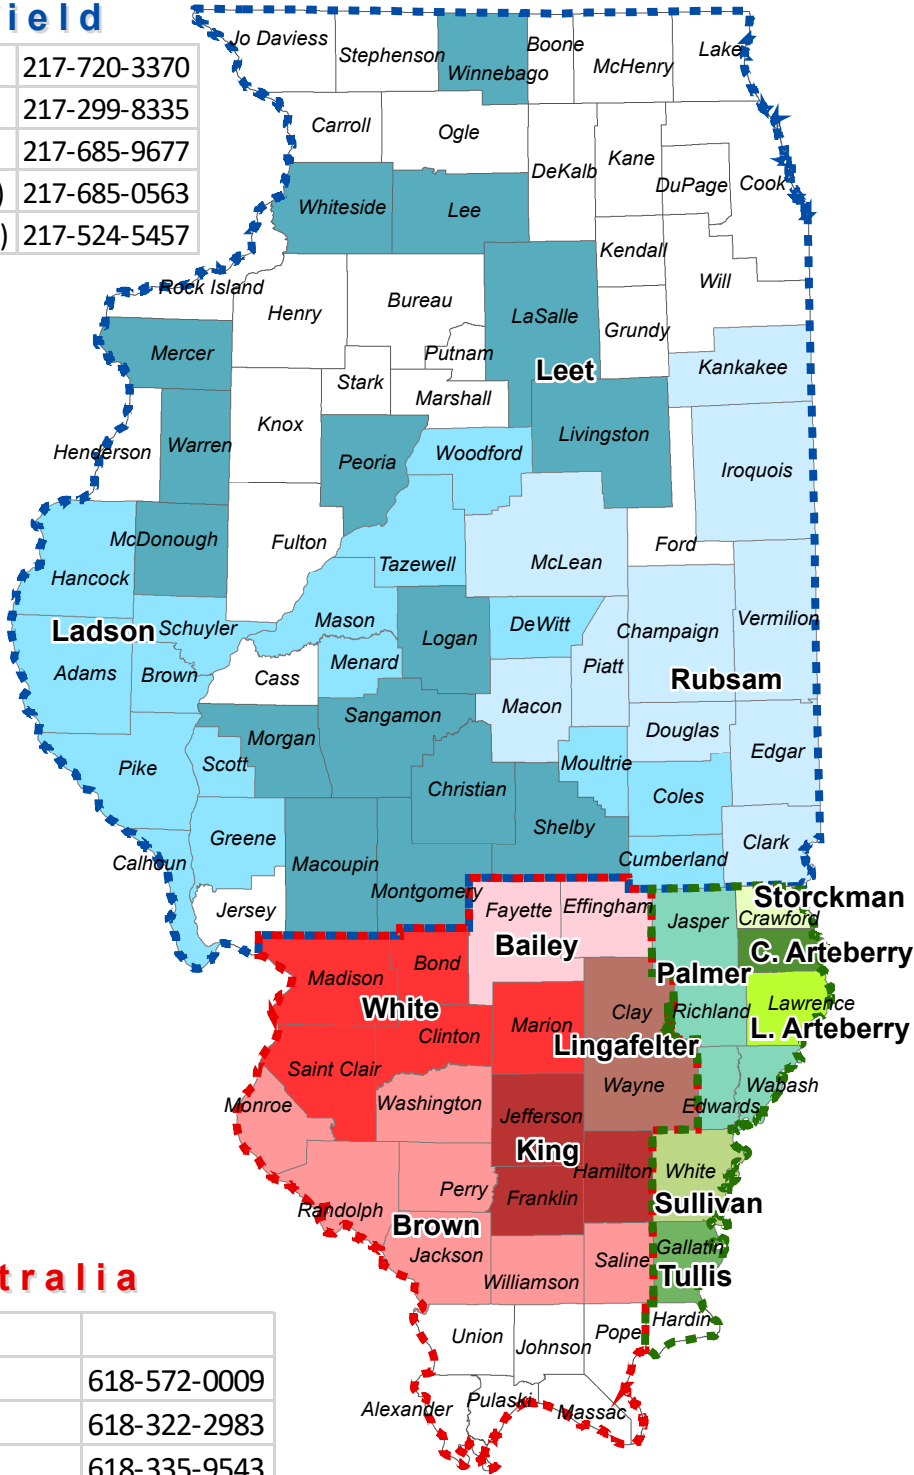 ield
217-720-3370
217-299-8335
217-685-9677
) 217-685-0563
) 217-524-5457
Jo Daviess
Stephenson
Winnebago
Boone
McHenry
Lake
Carroll
Ogle
DeKalb
Kane
DuPage
Cook
Whiteside
Lee
Kendall
Will
Rock Island
Henry
Bureau
LaSalle
Grundy
Mercer
Putnam
Leet
Kankakee
Stark
Marshall
Henderson
Warren
Knox
Peoria
Woodford
Livingston
Iroquois
McDonough
Fulton
Ford
Hancock
Tazewell
McLean
Ladson
Schuyler
Mason
Logan
DeWitt
Champaign
Vermilion
Adams
Brown
Cass
Menard
Piatt
Rubsam
Macon
Sangamon
Morgan
Douglas
Edgar
Pike
Scott
Christian
Moultrie
Coles
Greene
Shelby
Clark
Calhoun
Macoupin
Montgomery
Cumberland
Jersey
Fayette
Effingham
Jasper
Storckman
Crawford
Bailey
C. Arteberry
Madison
Bond
Palmer
White
Clay
Richland
Lawrence
Clinton
Marion
Lingafelter
L. Arteberry
Saint Clair
Wayne
Wabash
Monroe
Washington
Jefferson
Edwards
King
Hamilton
White
Perry
Franklin
Randolph
Brown
Sullivan
Jackson
Williamson
Saline
Gallatin
Tullis
tralia
Union
Johnson
Pope
Hardin
618-572-0009
Alexander
Pulaski
Massac
618-322-2983
618-335-9543